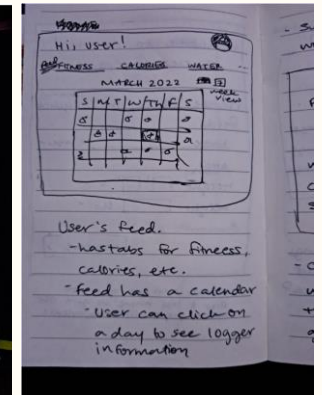 Hi, user!
FITNESS CALORIES WATER ...
MARCH 2022
week
view
S M T W Th F S
User's feed.
- has tabs for fitness,
calories, etc.
- feed has a calendar
- user can click on
a day to see logged
information